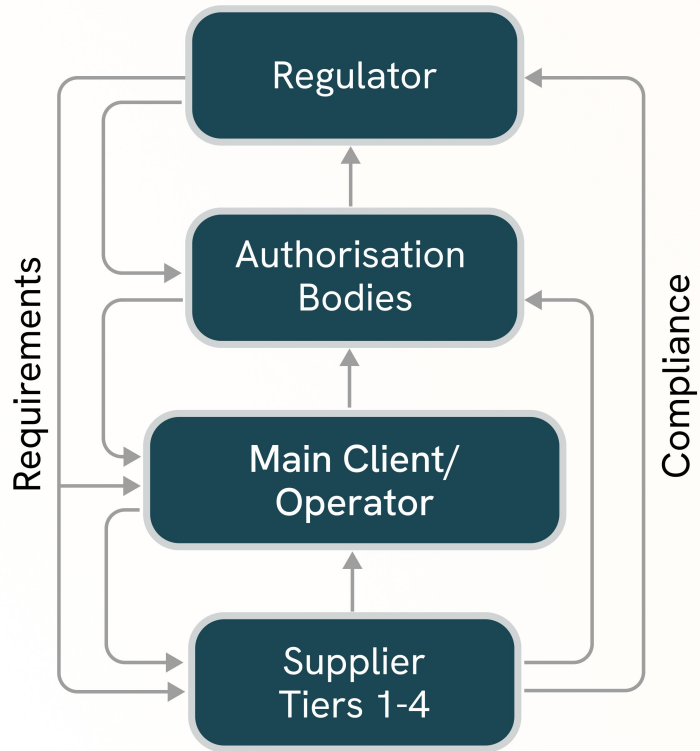 Regulator
Authorisation
Bodies
Requirements
Compliance
Main Client/
Operator
Supplier
Tiers 1-4